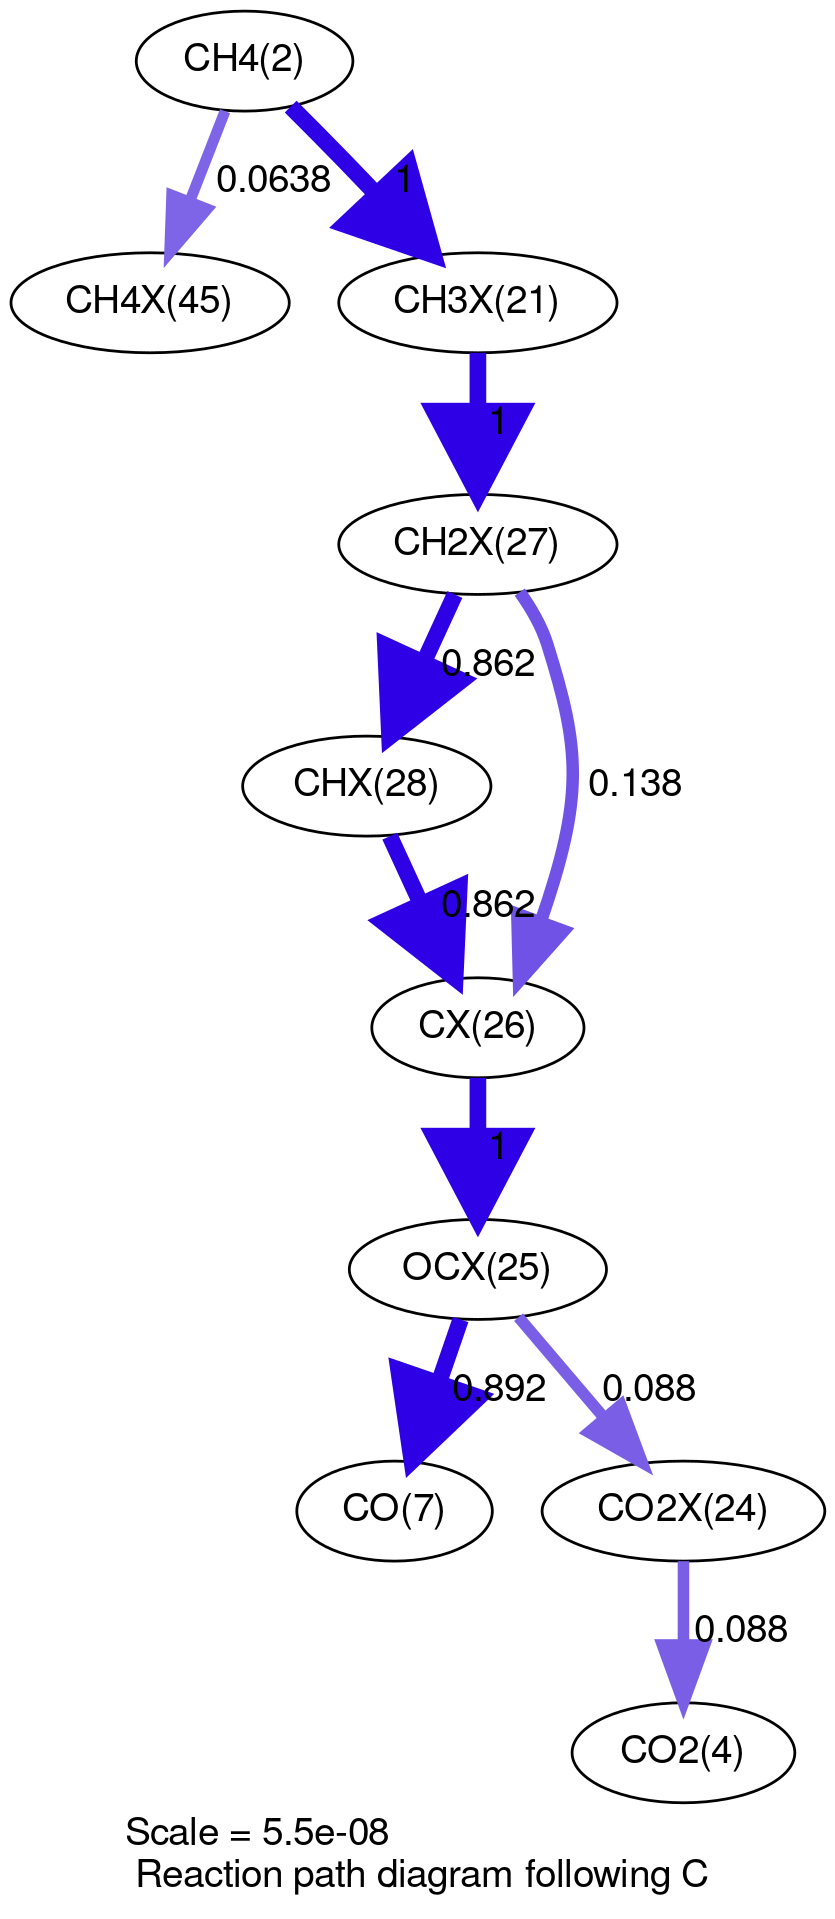 CH4(2)
0.0638
1
CH4X(45)
CH3X(21)
1
CH2X(27)
0.862
0.138
CHX(28)
0.862
CX(26)
1
OCX(25)
0.892
0.088
CO(7)
CO2X(24)
0.088
CO2(4)
Scale = 5.5e-08
Reaction path diagram following C